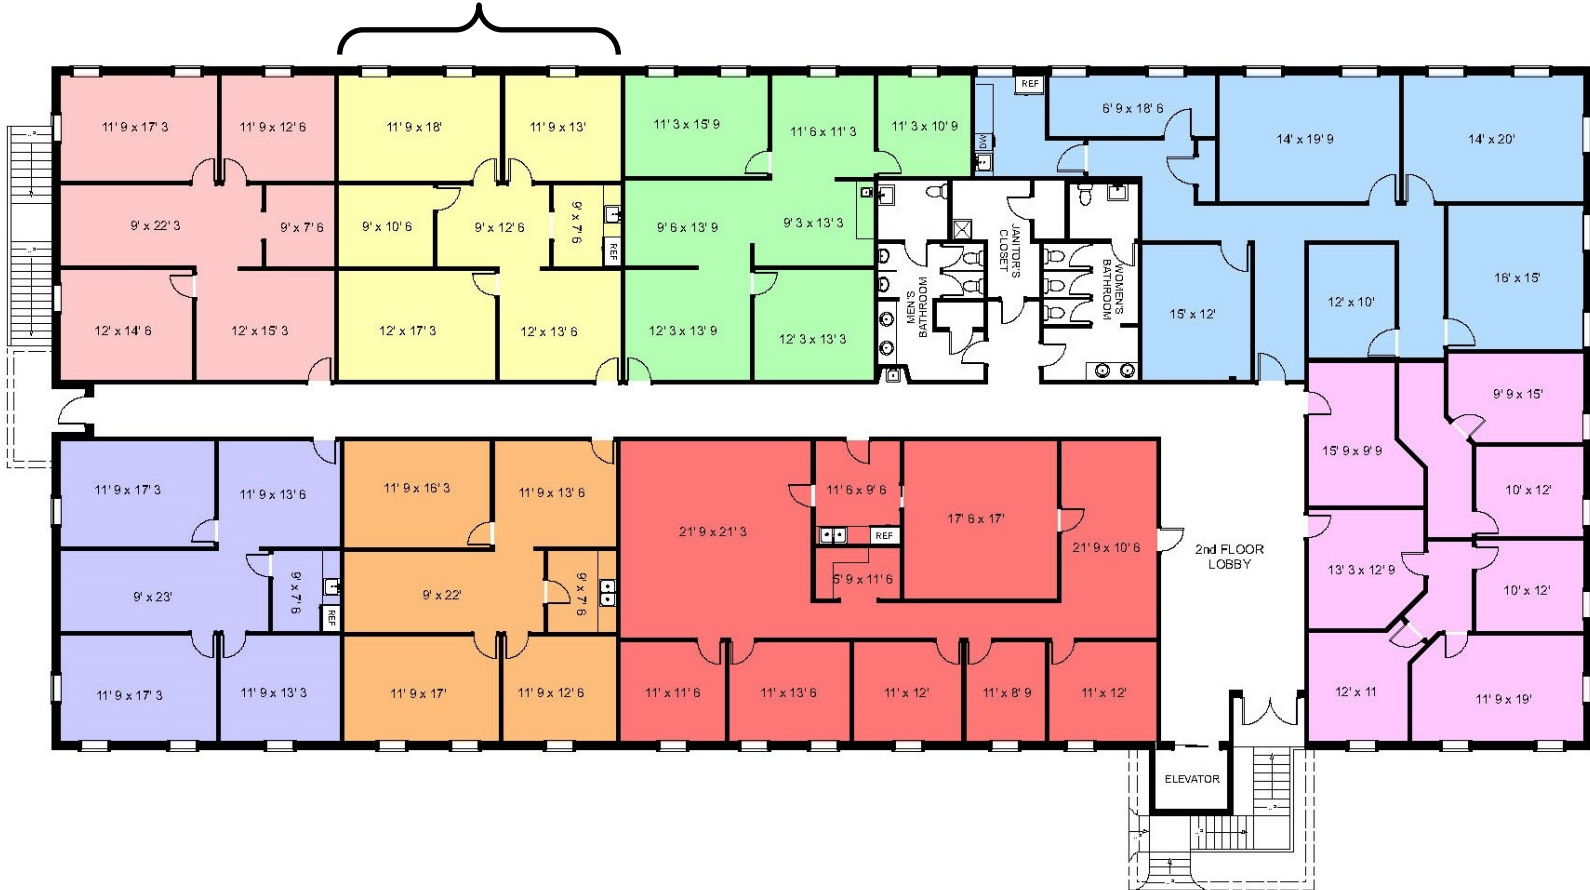 11' 9 x 17' 3
11' 9 x 12' 6
11' 9 x 18'
11' 9 x 13'
11' 3 x 15' 9
11' 6 x 11' 3
11' 3 x 10' 9
REF
DW
6' 9 x 18' 6
14' x 19' 9
14' x 20'
9' x 22' 3
9' x 7' 6
9' x 10' 6
9' x 12' 6
9' x 7' 6
REF
9' 6 x 13' 9
9' 3 x 13' 3
MEN'S
BATHROOM
JANITOR'S
CLOSET
WOMEN'S
BATHROOM
15' x 12'
12' x 10'
16' x 15'
12' x 14' 6
12' x 15' 3
12' x 17' 3
12' x 13' 6
12' 3 x 13' 9
12' 3 x 13' 3
9' 9 x 15'
15' 9 x 9' 9
10' x 12'
11' 9 x 17' 3
11' 9 x 13' 6
11' 9 x 16' 3
11' 9 x 13' 6
21' 9 x 21' 3
11' 6 x 9' 6
REF
17' 6 x 17'
21' 9 x 10' 6
2nd FLOOR
LOBBY
13' 3 x 12' 9
10' x 12'
9' x 23'
9' x 7' 6
REF
9' x 22'
9' x 7' 6
5' 9 x 11' 6
11' 9 x 17' 3
11' 9 x 13' 3
11' 9 x 17'
11' 9 x 12' 6
11' x 11' 6
11' x 13' 6
11' x 12'
11' x 8' 9
11' x 12'
12' x 11
11' 9 x 19'
ELEVATOR